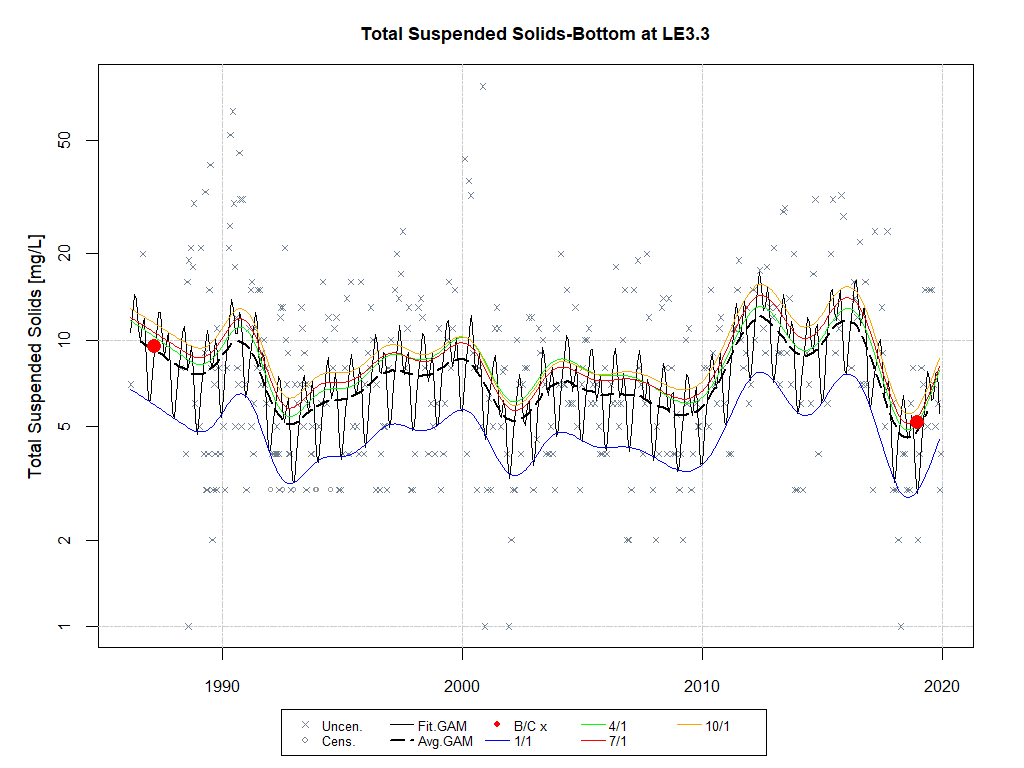 Total Suspended Solids-Bottom at LE3.3
Total Suspended Solids [mg/L]
50
20
10
5
2
1
1990 2000 2010 2020
Uncen. Fit.GAM B/C x 4/1 10/1
Cens. Avg.GAM 1/1 7/1